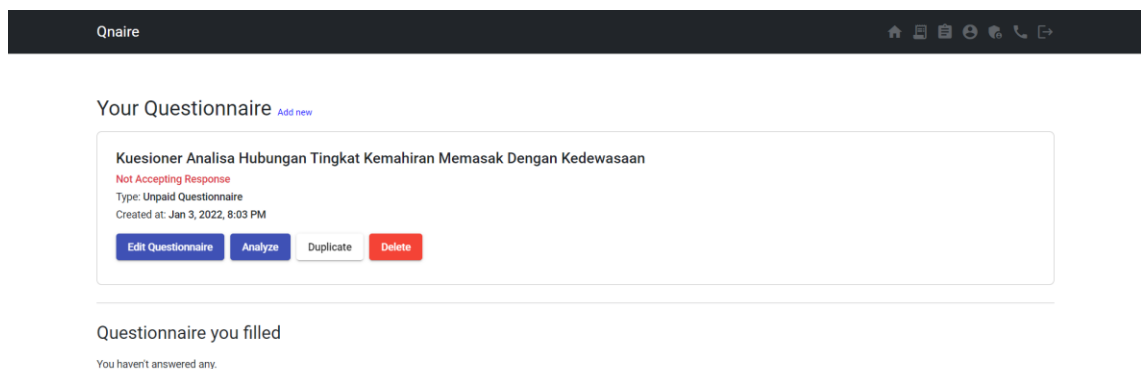 Qnaire
Your Questionnaire Add new
Kuesioner Analisa Hubungan Tingkat Kemahiran Memasak Dengan Kedewasaan
Not Accepting Response
Type: Unpaid Questionnaire
Created at: Jan 3, 2022, 8:03 PM
Edit Questionnaire Analyze Duplicate Delete
Questionnaire you filled
You haven't answered any.